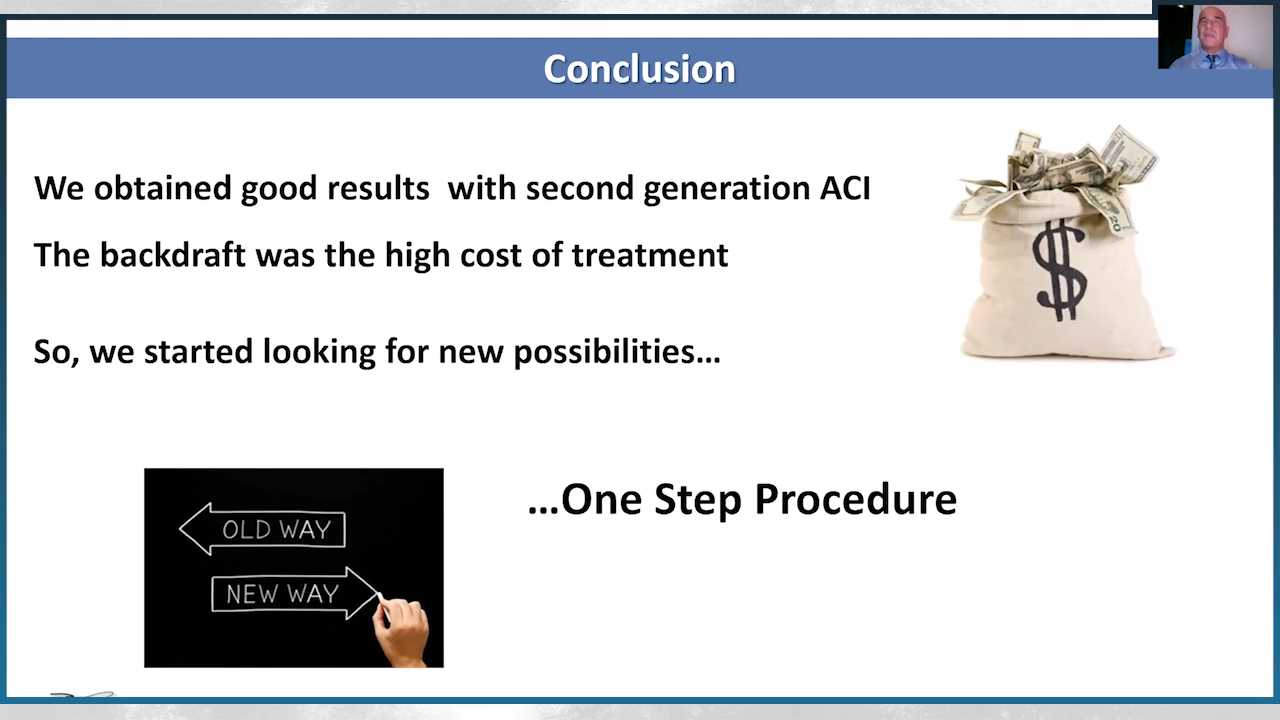 Conclusion
We obtained good results  with second generation ACI
The backdraft was the high cost of treatment
So, we started looking for new possibilities...
...One Step Procedure
OLD WAY
NEW WAY
$
20